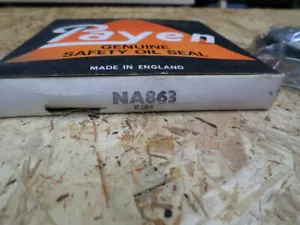 Payen
GENUINE
SAFETY OIL SEAL
MADE IN ENGLAND
NA863